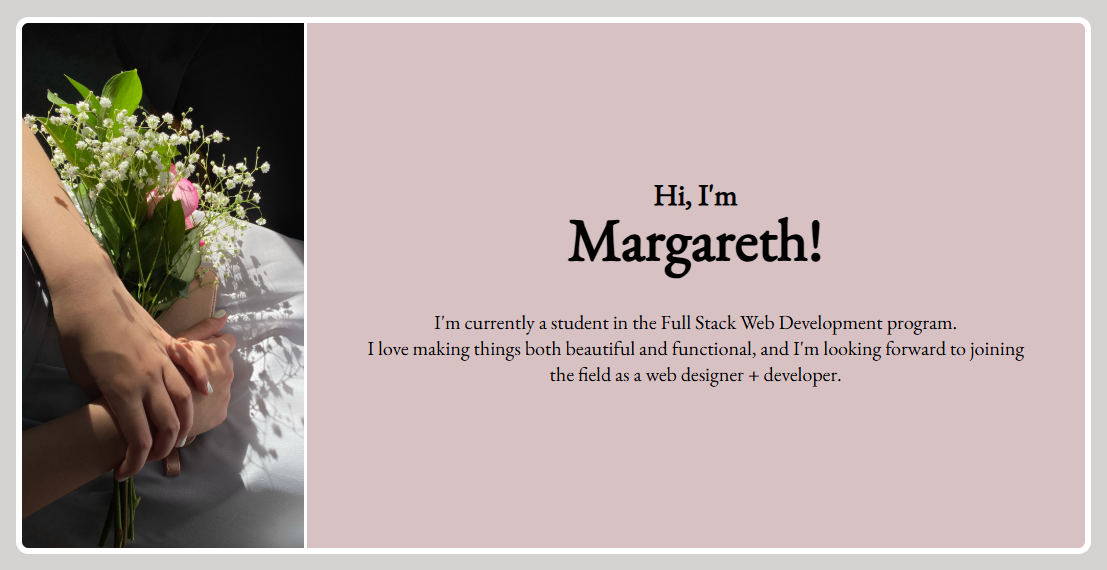 Hi, I'm
Margareth!
I'm currently a student in the Full Stack Web Development program.
I love making things both beautiful and functional, and I'm looking forward to joining
the field as a web designer + developer.